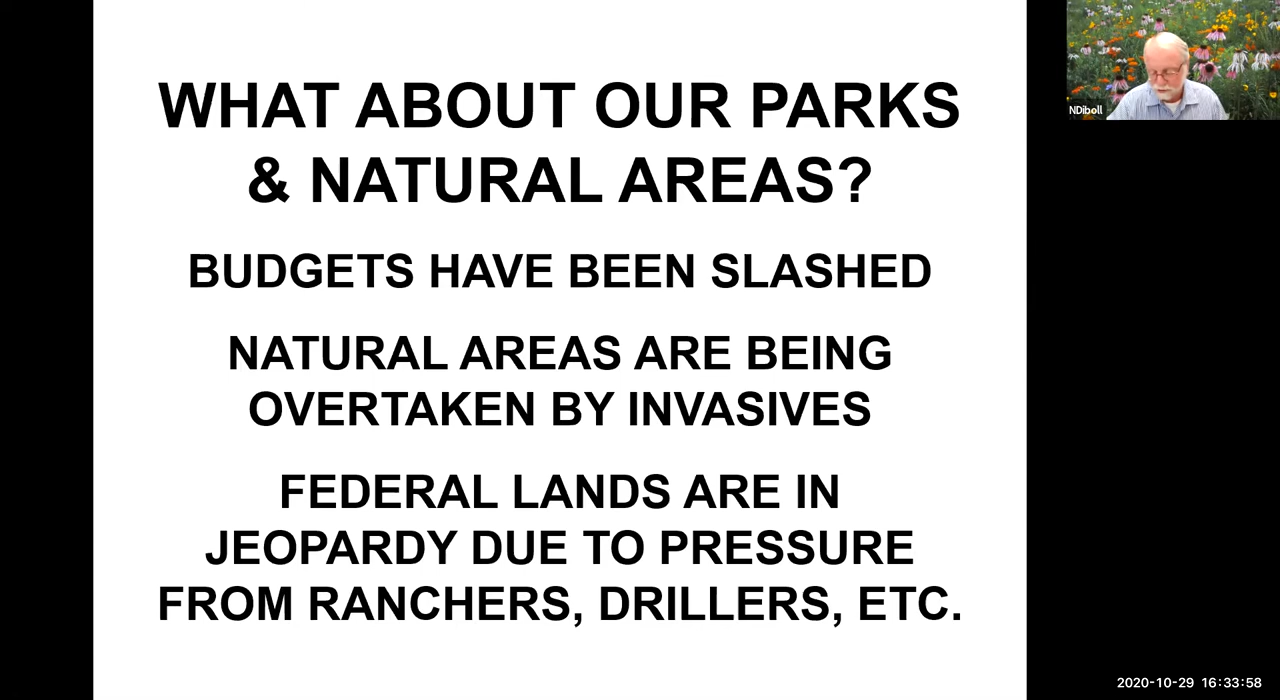 WHAT ABOUT OUR PARKS
& NATURAL AREAS?
BUDGETS HAVE BEEN SLASHED
NATURAL AREAS ARE BEING
OVERTAKEN BY INVASIVES
FEDERAL LANDS ARE IN
JEOPARDY DUE TO PRESSURE
FROM RANCHERS, DRILLERS, ETC.
NDiboll
2020-10-29 16:33:58